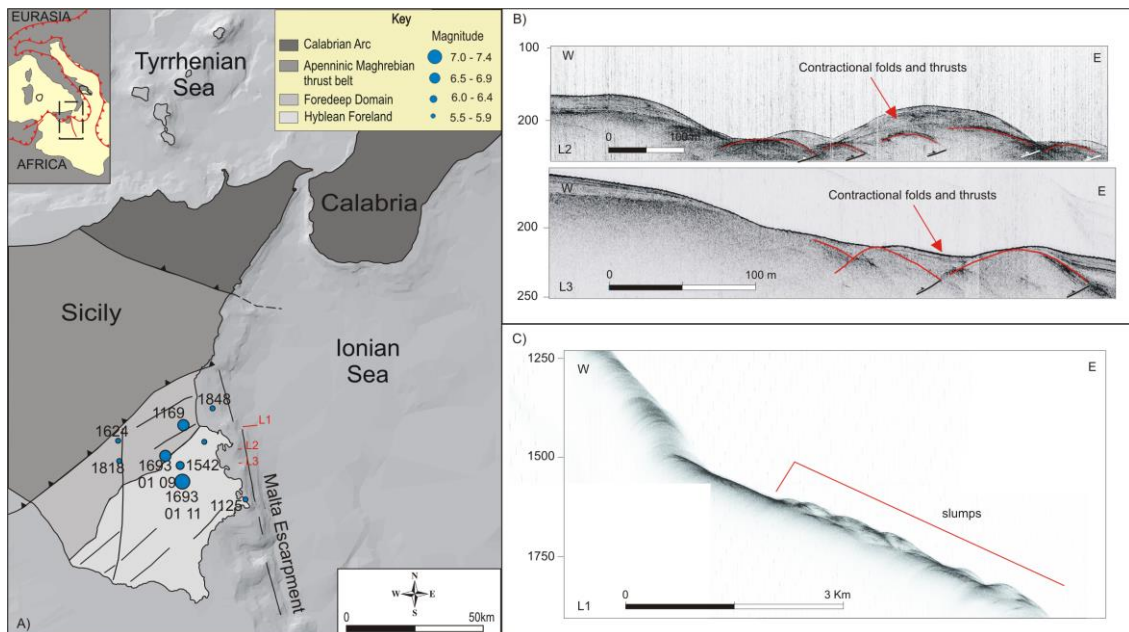 EURASIA
AFRICA
Tyrrhenian
Sea
Key
Calabrian Arc
Apenninic Maghrebian
thrust belt
Foredeep Domain
Hyblean Foreland
Magnitude
7.0 - 7.4
6.5 - 6.9
6.0 - 6.4
5.5 - 5.9
Calabria
Sicily
Ionian
Sea
1848
1169
1624
L1
L2
L3
1818
1693
01 09
1542
1693
01 11
1125
Malta Escarpment
N
W
E
S
0
50km
A)
B)
100
W
E
Contractional folds and thrusts
200
0
100 m
L2
W
E
Contractional folds and thrusts
200
0
100 m
250
L3
C)
1250
W
E
1500
slumps
1750
0
3 Km
L1